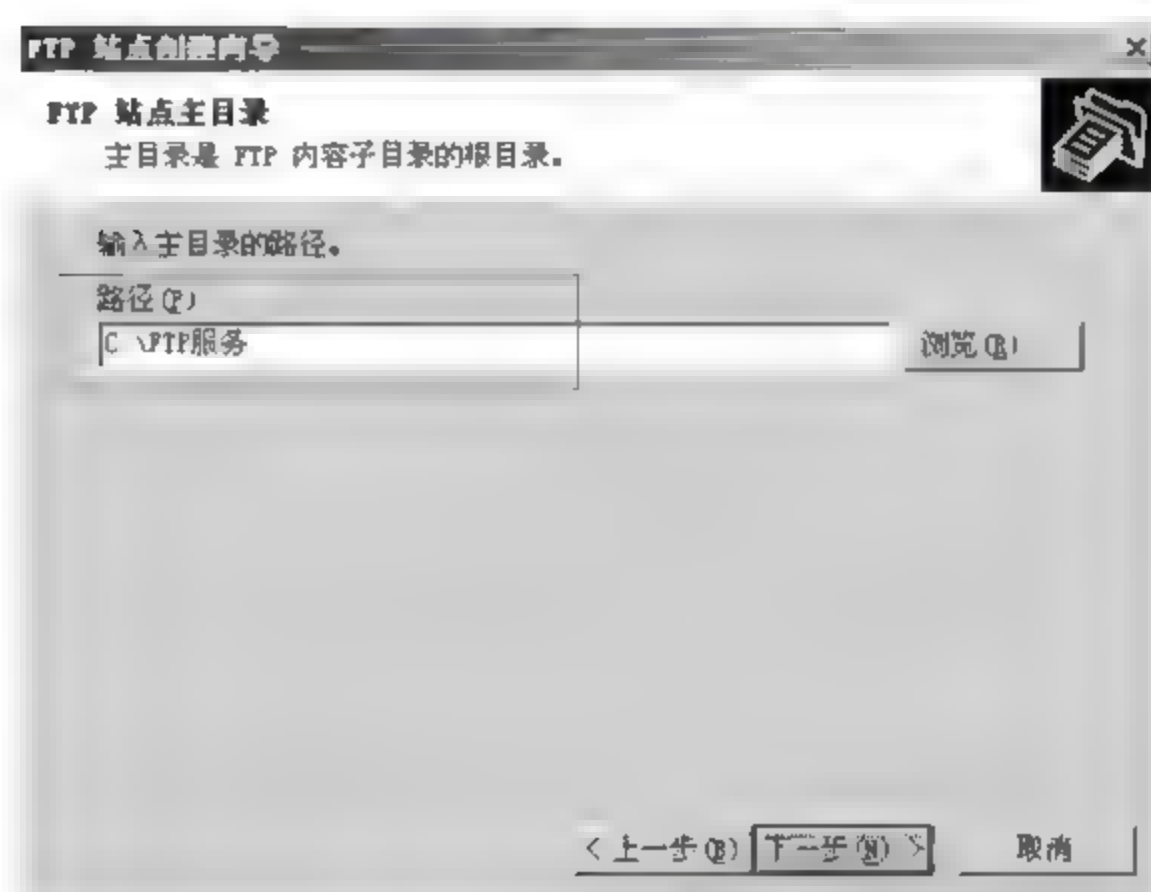 FTP 站点创建向导
FTP 站点主目录
主目录是 FTP 内容子目录的根目录。
输入主目录的路径。
路径(P)
C \FTP服务
浏览(R)
< 上一步(B)
下一步(N) >
取消